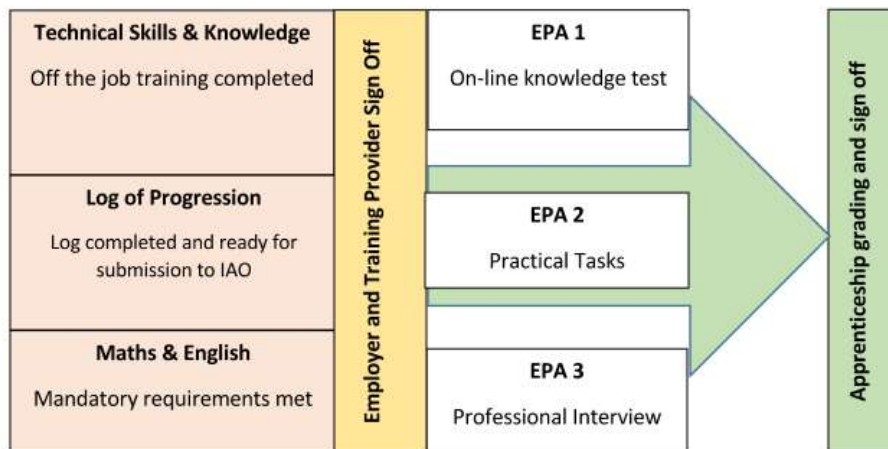 Technical Skills & Knowledge
Off the job training completed
Log of Progression
Log completed and ready for
submission to IAO
Maths & English
Mandatory requirements met
Employer and Training Provider Sign Off
EPA 1
On-line knowledge test
EPA 2
Practical Tasks
EPA 3
Professional Interview
Apprenticeship grading and sign off